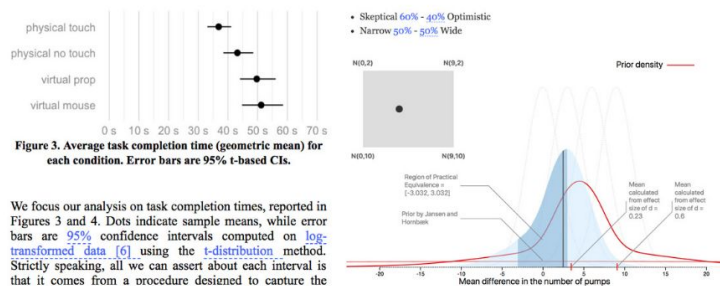 physical touch
physical no touch
virtual prop
virtual mouse
0 s 10 s 20 s 30 s 40 s 50 s 60 s 70 s
Figure 3. Average task completion time (geometric mean) for
each condition. Error bars are 95% t-based CIs.
We focus our analysis on task completion times, reported in
Figures 3 and 4. Dots indicate sample means, while error
bars are 95% confidence intervals computed on log-
transformed data [6] using the t-distribution method.
Strictly speaking, all we can assert about each interval is
that it comes from a procedure designed to capture the
• Skeptical 60% - 40% Optimistic
• Narrow 50% - 50% Wide
N(0,2) N(9,2)
N(0,10) N(9,10)
Prior density
Region of Practical
Equivalence =
[-3.032, 3.032]
Prior by Jansen and
Hornbæk
Mean
calculated
from effect
size of d =
0.23
Mean
calculated
from effect
size of d =
0.6
-20 -15 -10 -5 0 5 10 15 20
Mean difference in the number of pumps